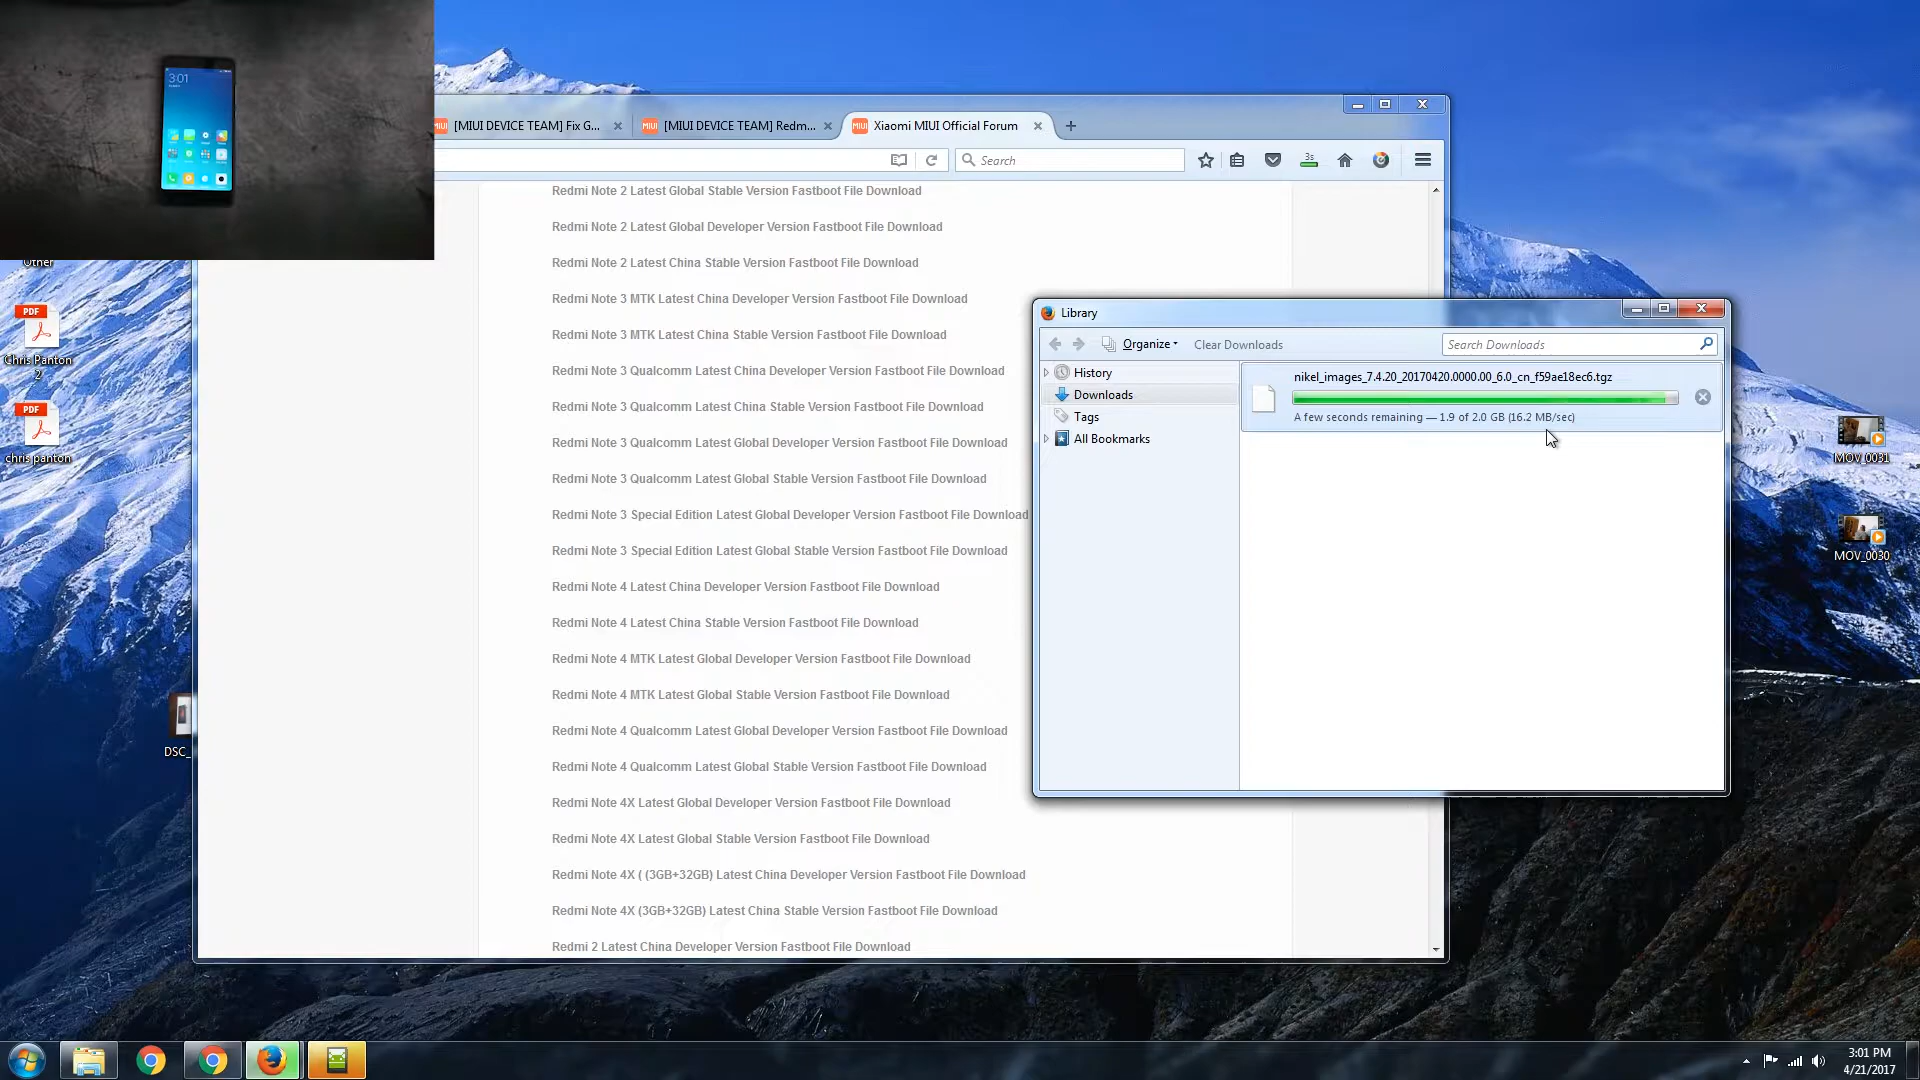 3:01
[MIUI DEVICE TEAM] Fix G...
[MIUI DEVICE TEAM] Redm...
Xiaomi MIUI Official Forum
Search
3s
Redmi Note 2 Latest Global Stable Version Fastboot File Download
Redmi Note 2 Latest Global Developer Version Fastboot File Download
Redmi Note 2 Latest China Stable Version Fastboot File Download
Redmi Note 3 MTK Latest China Developer Version Fastboot File Download
Redmi Note 3 MTK Latest China Stable Version Fastboot File Download
Redmi Note 3 Qualcomm Latest China Developer Version Fastboot File Download
Redmi Note 3 Qualcomm Latest China Stable Version Fastboot File Download
Redmi Note 3 Qualcomm Latest Global Developer Version Fastboot File Download
Redmi Note 3 Qualcomm Latest Global Stable Version Fastboot File Download
Redmi Note 3 Special Edition Latest Global Developer Version Fastboot File Download
Redmi Note 3 Special Edition Latest Global Stable Version Fastboot File Download
Redmi Note 4 Latest China Developer Version Fastboot File Download
Redmi Note 4 Latest China Stable Version Fastboot File Download
Redmi Note 4 MTK Latest Global Developer Version Fastboot File Download
Redmi Note 4 MTK Latest Global Stable Version Fastboot File Download
Redmi Note 4 Qualcomm Latest Global Developer Version Fastboot File Download
Redmi Note 4 Qualcomm Latest Global Stable Version Fastboot File Download
Redmi Note 4X Latest Global Developer Version Fastboot File Download
Redmi Note 4X Latest Global Stable Version Fastboot File Download
Redmi Note 4X ( (3GB+32GB) Latest China Developer Version Fastboot File Download
Redmi Note 4X (3GB+32GB) Latest China Stable Version Fastboot File Download
Redmi 2 Latest China Developer Version Fastboot File Download
Library
Organize
Clear Downloads
Search Downloads
History
Downloads
Tags
All Bookmarks
nikel_images_7.4.20_20170420.0000.00_6.0_cn_f59ae18ec6.tgz
A few seconds remaining — 1.9 of 2.0 GB (16.2 MB/sec)
Other
PDF
Chris Panton
2
PDF
chris panton
DSC_
MOV_0031
MOV_0030
3:01 PM
4/21/2017